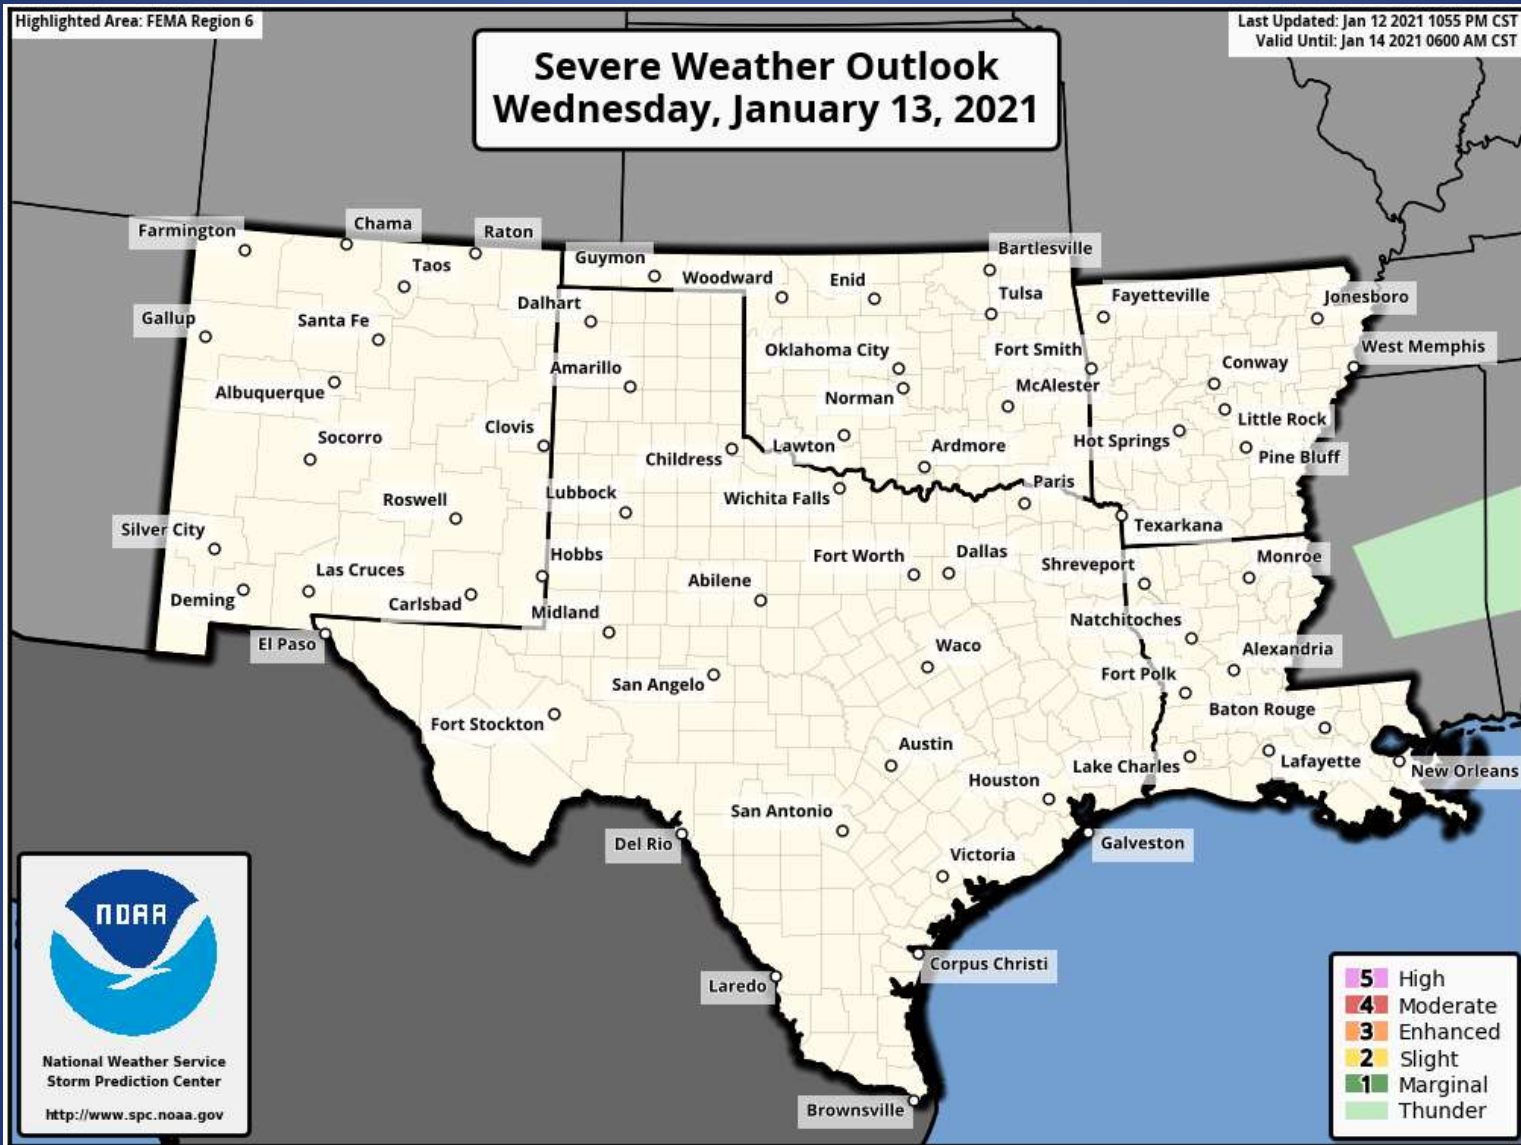 Highlighted Area: FEMA Region 6
Last Updated: Jan 12 2021 1055 PM CST
Valid Until: Jan 14 2021 0600 AM CST
Severe Weather Outlook
Wednesday, January 13, 2021
Farmington
Chama
Raton
Taos
Guymon
Woodward
Enid
Bartlesville
Tulsa
Fayetteville
Jonesboro
Gallup
Santa Fe
Dalhart
Oklahoma City
Fort Smith
West Memphis
Amarillo
Conway
Albuquerque
Norman
McAlester
Little Rock
Socorro
Clovis
Childress
Lawton
Ardmore
Hot Springs
Pine Bluff
Roswell
Lubbock
Wichita Falls
Paris
Texarkana
Silver City
Las Cruces
Hobbs
Fort Worth
Dallas
Shreveport
Monroe
Deming
Carlsbad
Midland
Abilene
Natchitoches
El Paso
Waco
Alexandria
San Angelo
Fort Polk
Fort Stockton
Baton Rouge
Austin
Lake Charles
Lafayette
New Orleans
Houston
San Antonio
Del Rio
Galveston
Victoria
Corpus Christi
Laredo
Brownsville
NOAA
National Weather Service
Storm Prediction Center
http://www.spc.noaa.gov
5 High
4 Moderate
3 Enhanced
2 Slight
1 Marginal
Thunder